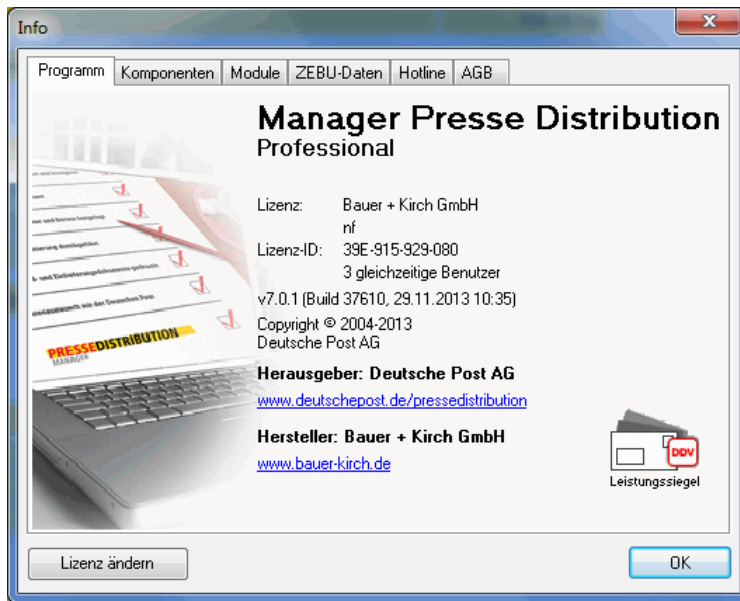 Info
Programm Komponenten Module ZEBU-Daten Hotline AGB
Manager Presse Distribution
Professional
Lizenz: Bauer + Kirch GmbH
nf
Lizenz-ID: 39E-915-929-080
3 gleichzeitige Benutzer
v7.0.1 (Build 37610, 29.11.2013 10:35)
Copyright © 2004-2013
Deutsche Post AG
Herausgeber: Deutsche Post AG
www.deutschepost.de/pressedistribution
Hersteller: Bauer + Kirch GmbH
www.bauer-kirch.de
PRESSEDISTRIBUTION
MANAGER
DDV
Leistungssiegel
Lizenz ändern
OK